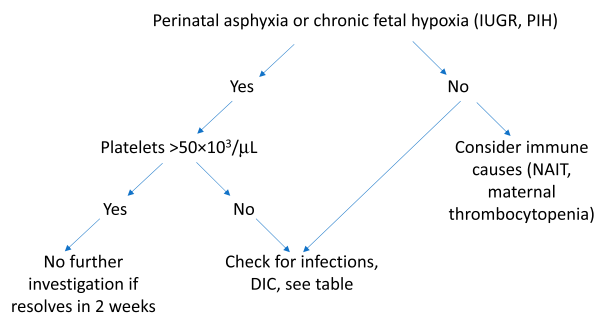 Perinatal asphyxia or chronic fetal hypoxia (IUGR, PIH)
Yes
No
Platelets >50×10³/µL
Consider immune
causes (NAIT,
maternal
thrombocytopenia)
Yes
No
No further
investigation if
resolves in 2 weeks
Check for infections,
DIC, see table